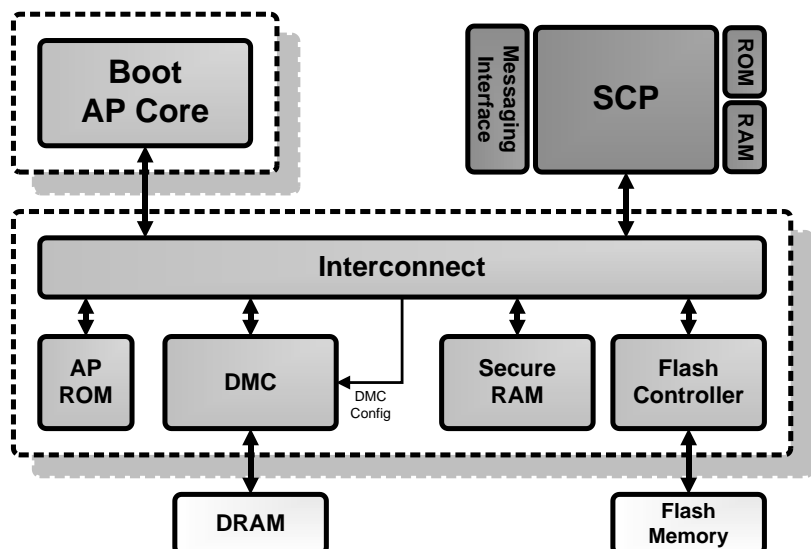 Boot
AP Core
Messaging
Interface
SCP
ROM
RAM
Interconnect
AP
ROM
DMC
DMC
Config
Secure
RAM
Flash
Controller
DRAM
Flash
Memory